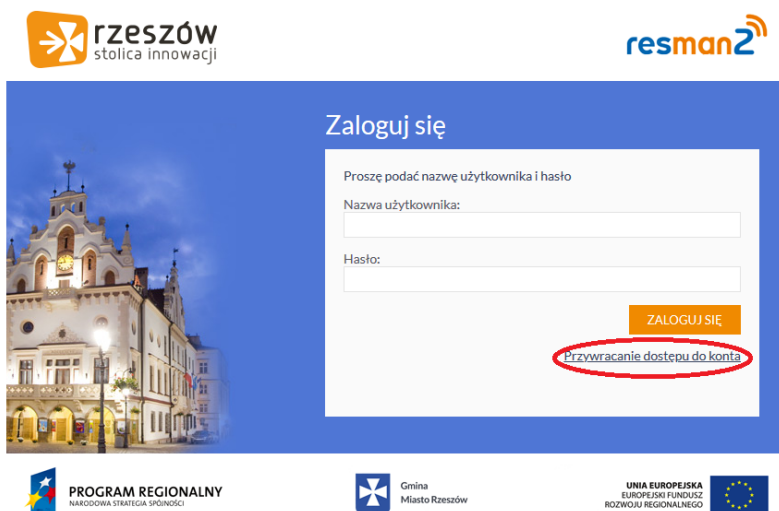 rzeszów
stolica innowacji
resman2
Zaloguj się
Proszę podać nazwę użytkownika i hasło
Nazwa użytkownika:
Hasło:
ZALOGUJ SIĘ
Przywracanie dostępu do konta
PROGRAM REGIONALNY
NARODOWA STRATEGIA SPÓJNOŚCI
Gmina
Miasto Rzeszów
UNIA EUROPEJSKA
EUROPEJSKI FUNDUSZ
ROZWOJU REGIONALNEGO